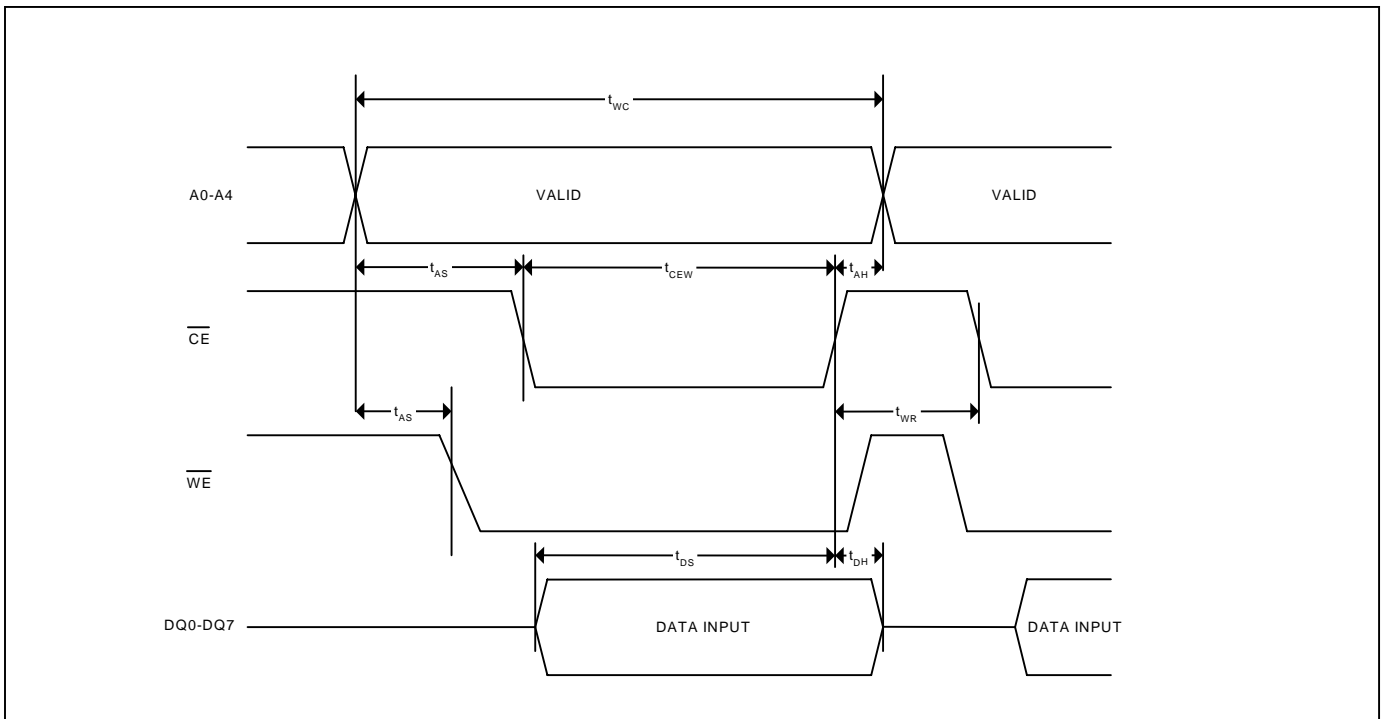 tWC
A0-A4
VALID
VALID
tAS
tCEW
tAH
CE
tAS
tWR
WE
tDS
tDH
DQ0-DQ7
DATA INPUT
DATA INPUT